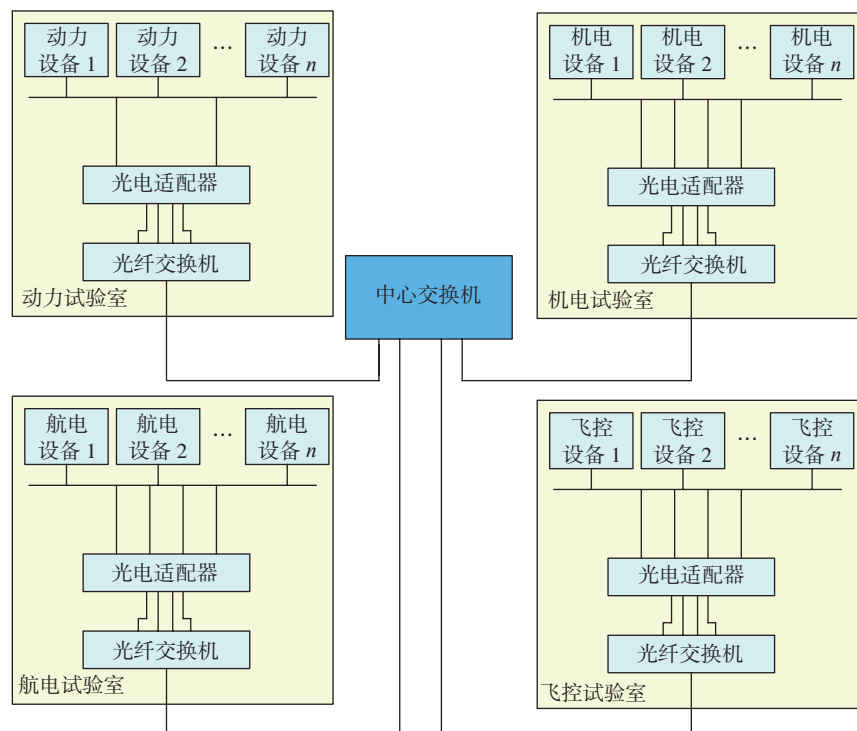 动力
设备 1
动力
设备 2
…
动力
设备 n
光电适配器
光纤交换机
动力试验室
机电
设备 1
机电
设备 2
…
机电
设备 n
光电适配器
光纤交换机
机电试验室
中心交换机
航电
设备 1
航电
设备 2
…
航电
设备 n
光电适配器
光纤交换机
航电试验室
飞控
设备 1
飞控
设备 2
…
飞控
设备 n
光电适配器
光纤交换机
飞控试验室